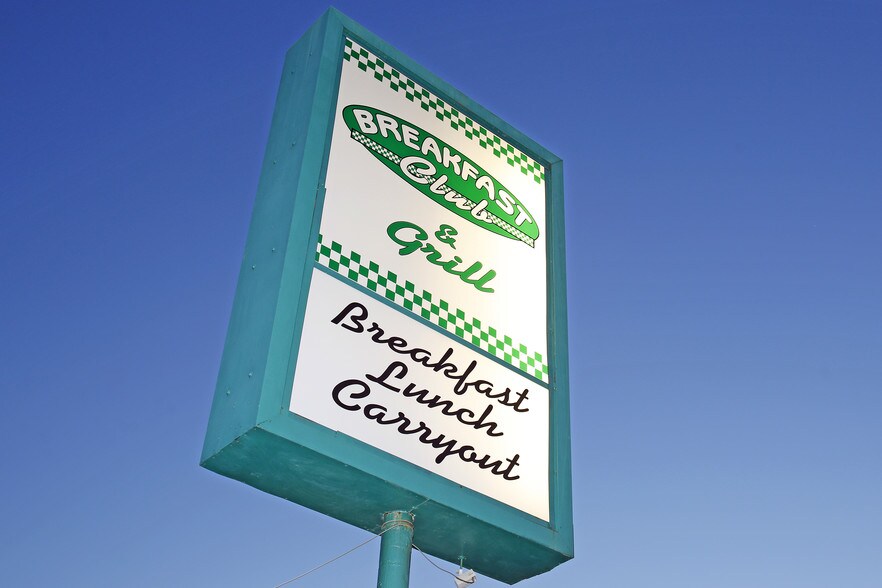 BREAKFAST
Club
&
Grill
Breakfast
Lunch
Carryout